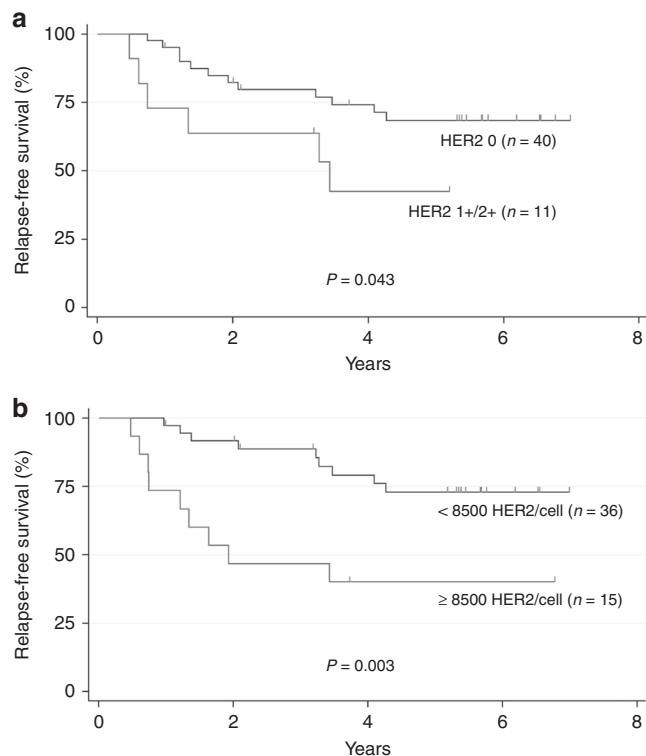 a
100
75
50
25
0
Relapse-free survival (%)
HER2 0 (n = 40)
HER2 1+/2+ (n = 11)
P = 0.043
0 2 4 6 8
Years
b
100
75
50
25
0
Relapse-free survival (%)
< 8500 HER2/cell (n = 36)
≥ 8500 HER2/cell (n = 15)
P = 0.003
0 2 4 6 8
Years